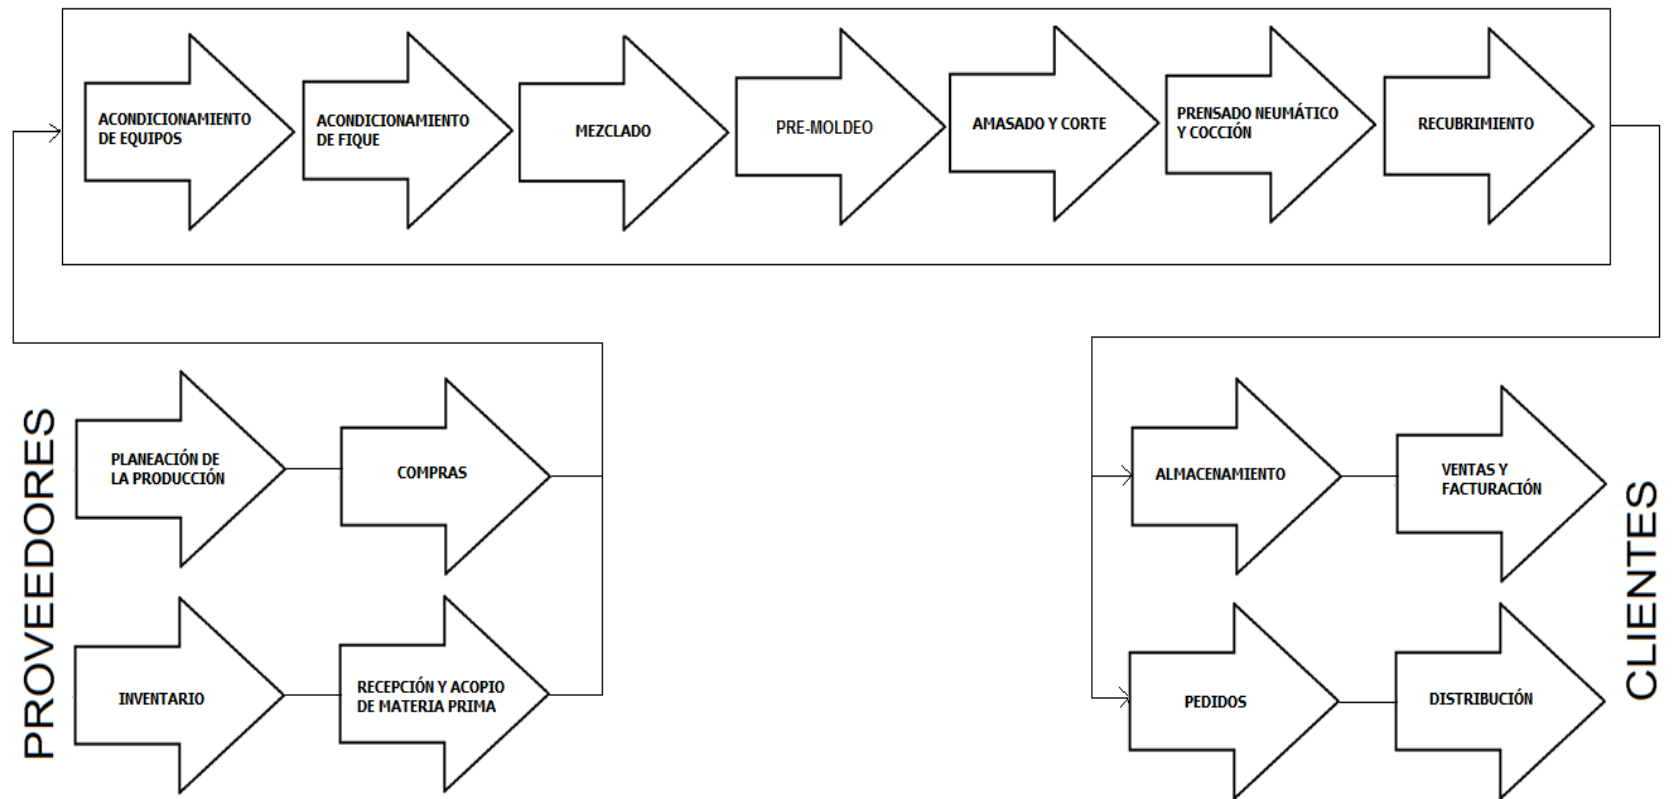 ACONDICIONAMIENTO
DE EQUIPOS
ACONDICIONAMIENTO
DE FIQUE
MEZCLADO
PRE-MOLDEO
AMASADO Y CORTE
PRENSADO NEUMÁTICO
Y COCCIÓN
RECUBRIMIENTO
PROVEEDORES
PLANEACIÓN DE
LA PRODUCCIÓN
COMPRAS
INVENTARIO
RECEPCIÓN Y ACOPIO
DE MATERIA PRIMA
ALMACENAMIENTO
VENTAS Y
FACTURACIÓN
PEDIDOS
DISTRIBUCIÓN
CLIENTES